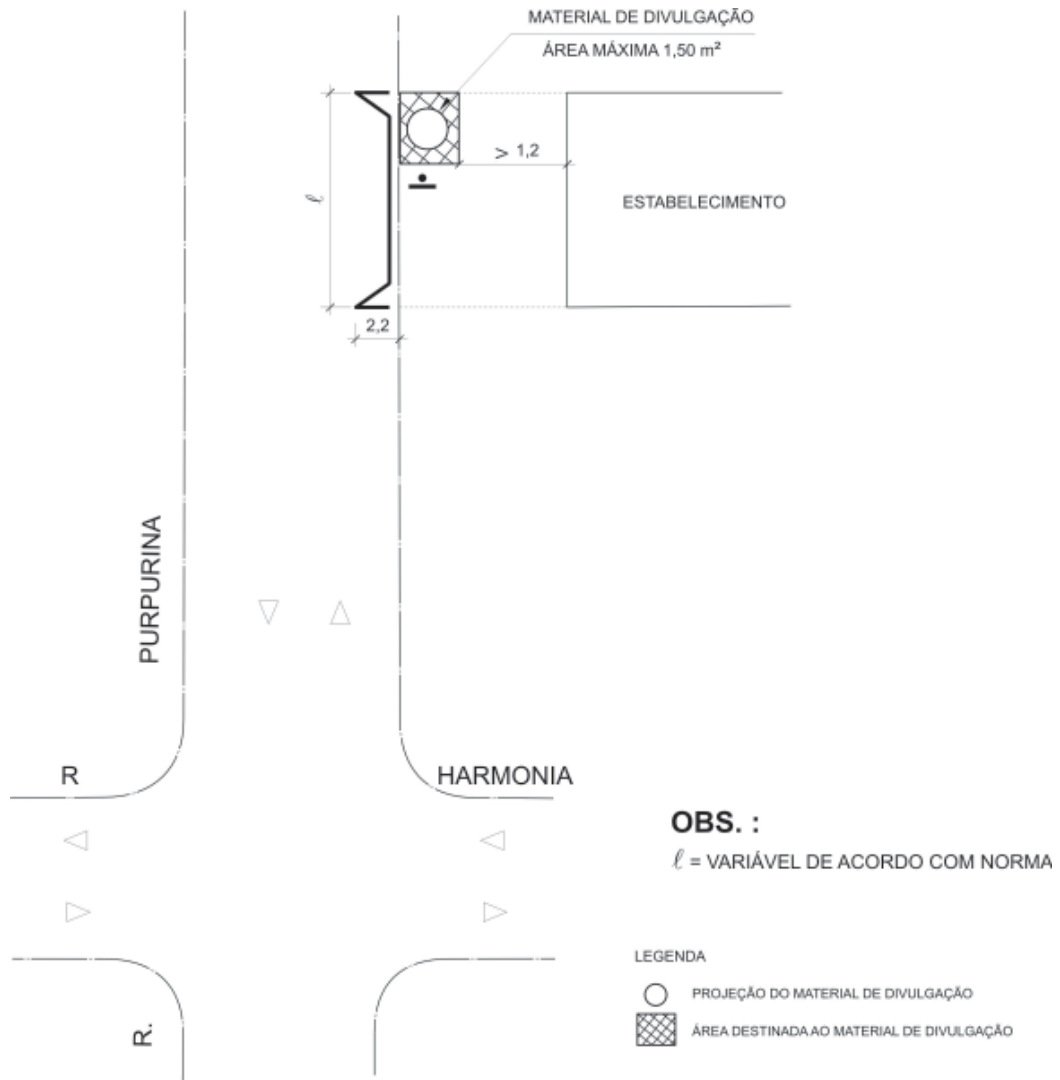 MATERIAL DE DIVULGAÇÃO
ÁREA MÁXIMA 1,50 m²
> 1,2
ℓ
ESTABELECIMENTO
2,2
PURPURINA
R
HARMONIA
OBS. :
ℓ = VARIÁVEL DE ACORDO COM NORMA
LEGENDA
PROJEÇÃO DO MATERIAL DE DIVULGAÇÃO
ÁREA DESTINADA AO MATERIAL DE DIVULGAÇÃO
R.